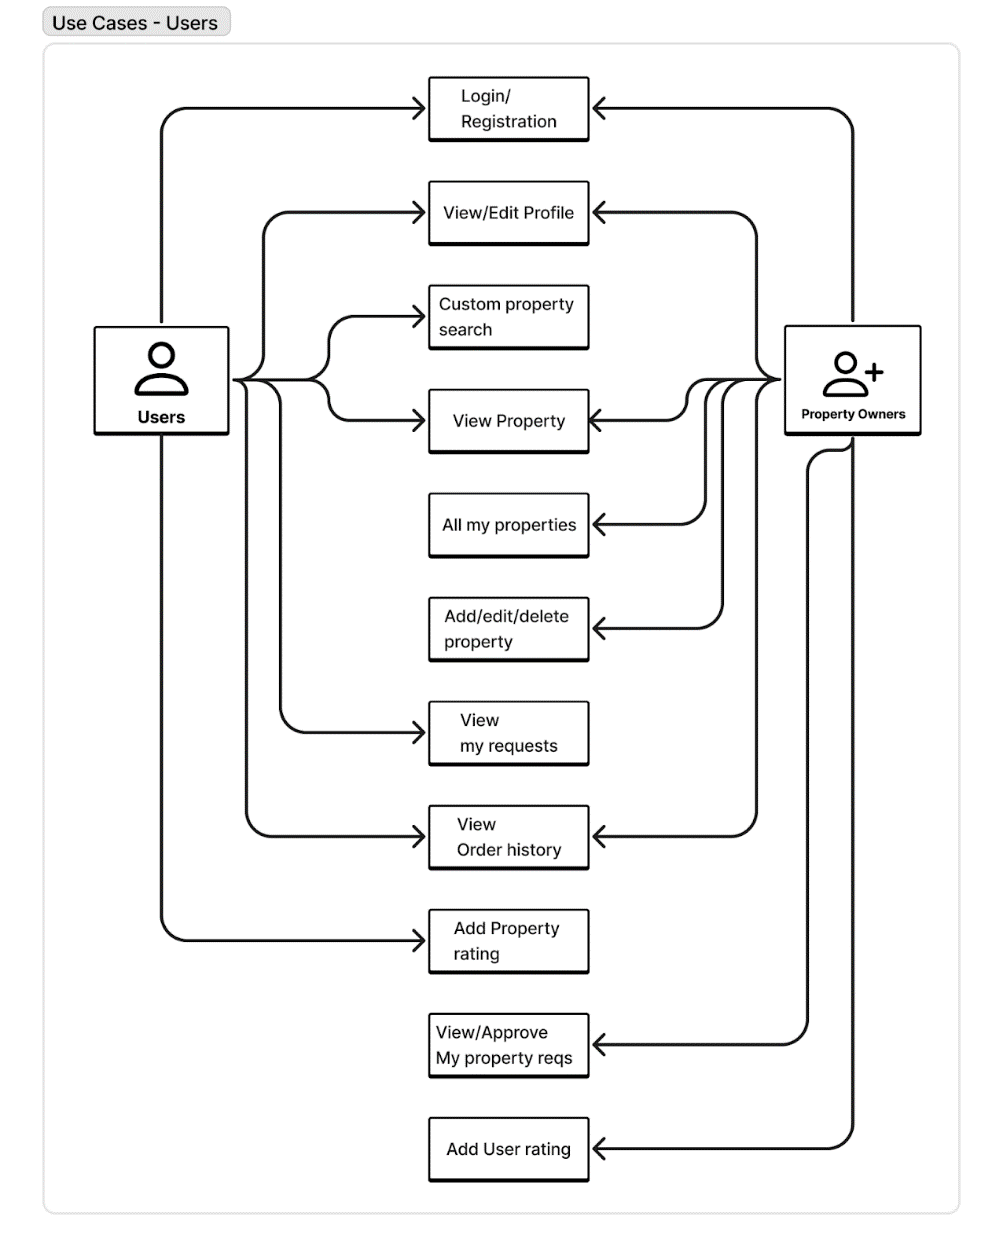 Use Cases - Users
Login/
Registration
View/Edit Profile
Custom property
search
Users
Property Owners
View Property
All my properties
Add/edit/delete
property
View
my requests
View
Order history
Add Property
rating
View/Approve
My property reqs
Add User rating